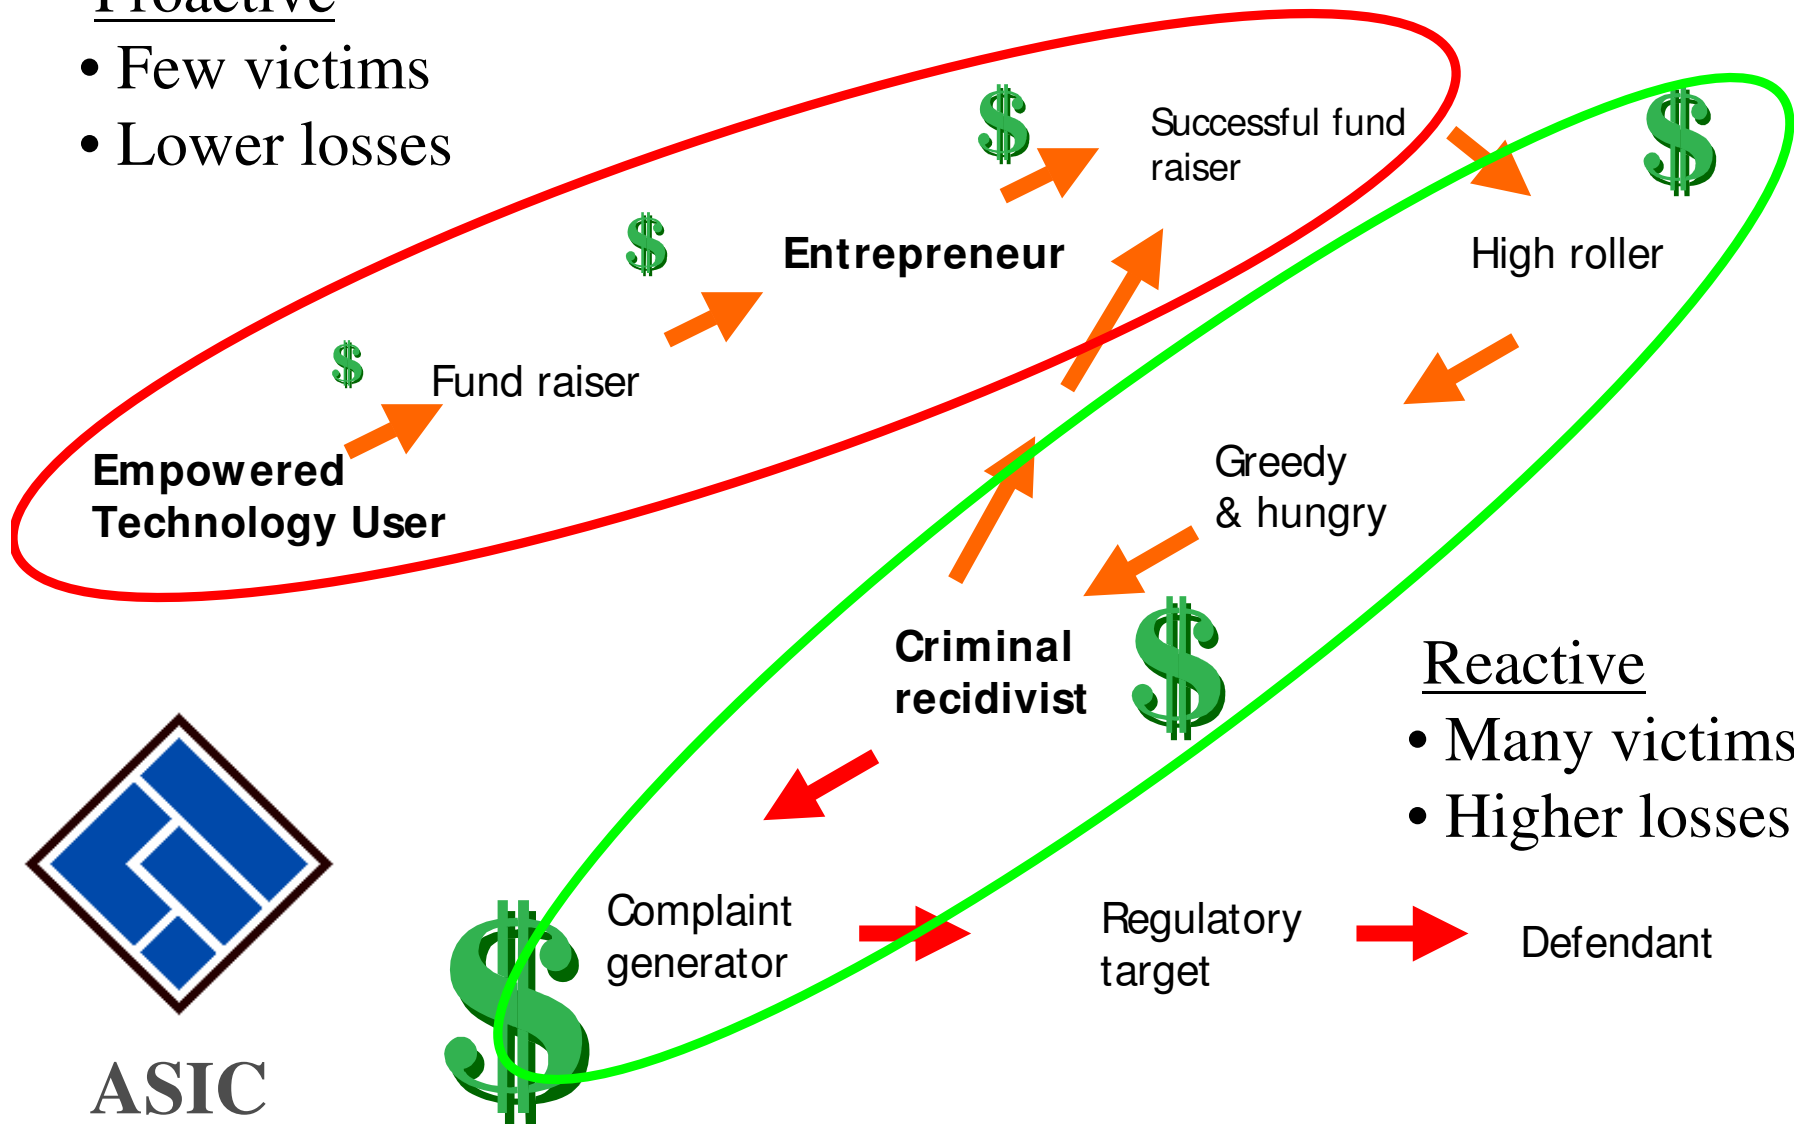 Proactive
• Few victims
• Lower losses
Successful fund
raiser
High roller
Entrepreneur
Fund raiser
Empowered
Technology User
Greedy
& hungry
Criminal
recidivist
Reactive
• Many victims
• Higher losses
Complaint
generator
Regulatory
target
Defendant
ASIC